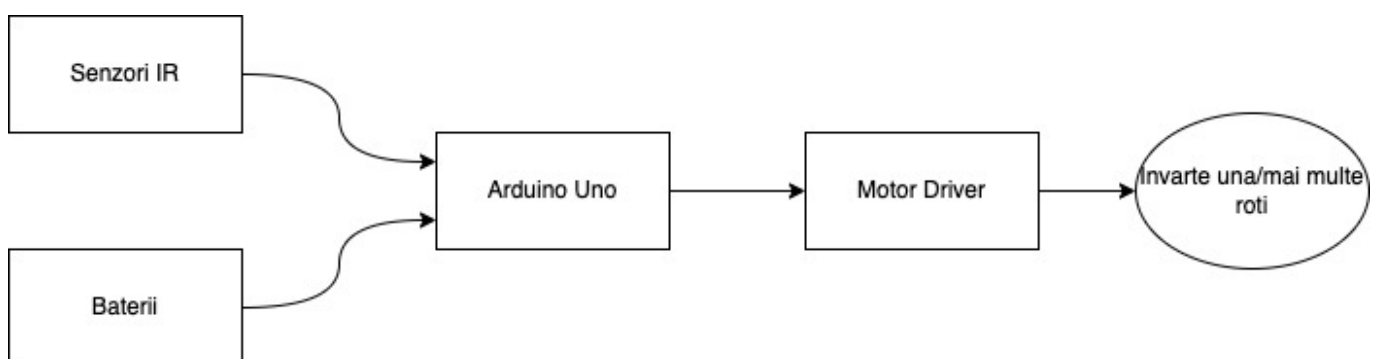 Senzori IR
Arduino Uno
Motor Driver
Invarte una/mai multe
roti
Baterii